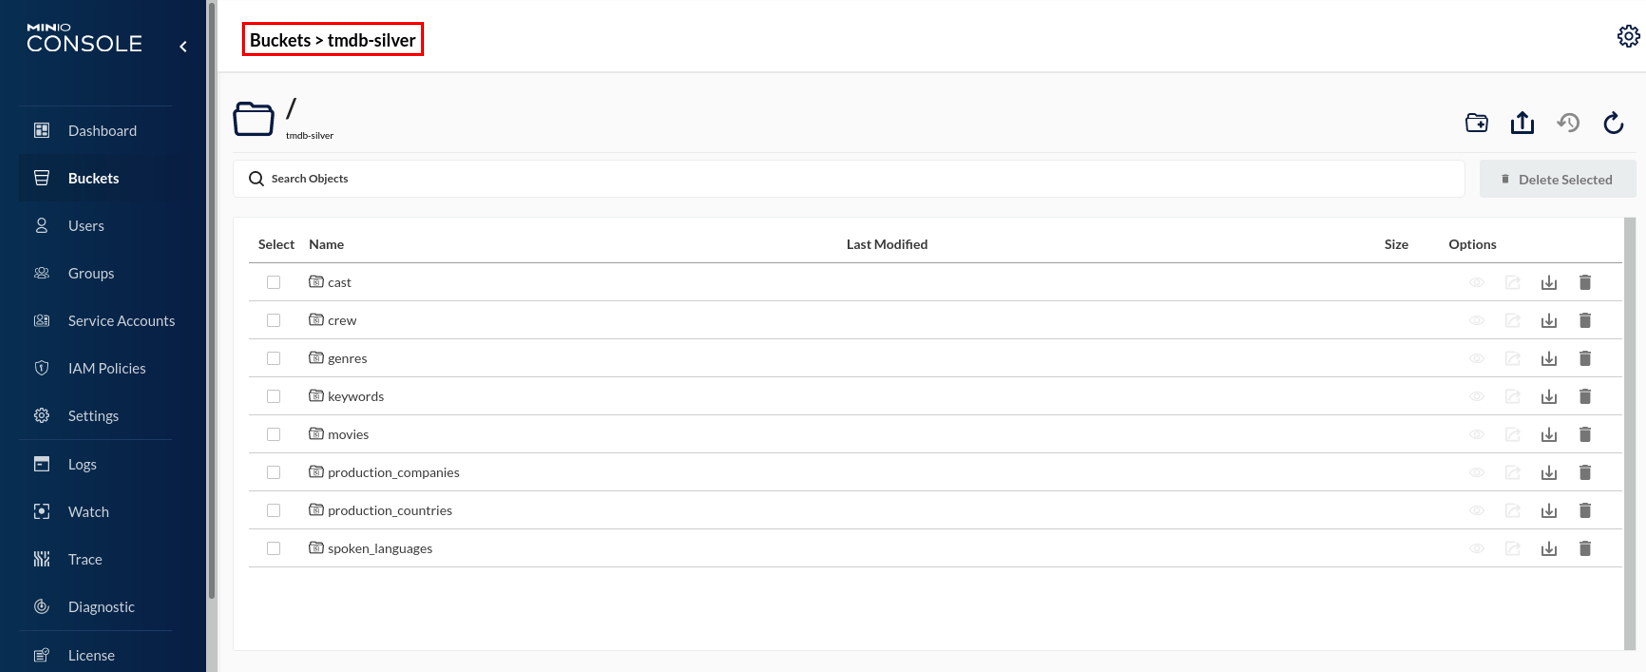 MINIO
CONSOLE
Dashboard
Buckets
Users
Groups
Service Accounts
IAM Policies
Settings
Logs
Watch
Trace
Diagnostic
License
Buckets > tmdb-silver
/
tmdb-silver
Search Objects
Delete Selected
Select Name Last Modified Size Options
cast
crew
genres
keywords
movies
production_companies
production_countries
spoken_languages